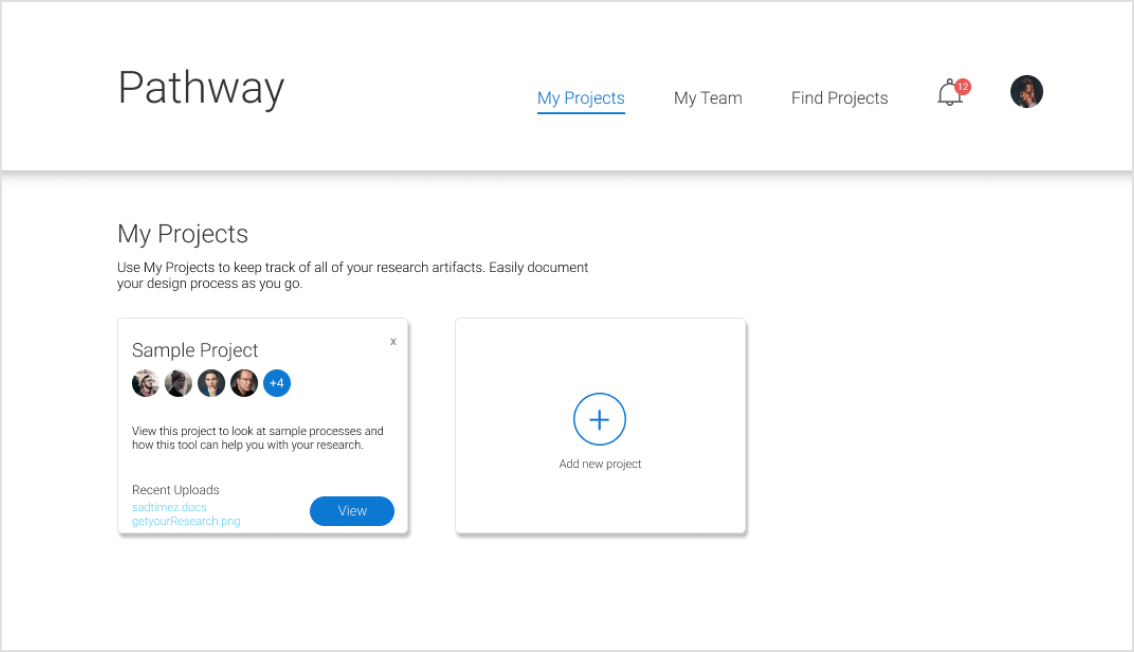 Pathway
My Projects
My Team
Find Projects
12
My Projects
Use My Projects to keep track of all of your research artifacts. Easily document
your design process as you go.
Sample Project
x
+4
View this project to look at sample processes and
how this tool can help you with your research.
Recent Uploads
sadtimez.docs
getyourResearch.png
View
Add new project